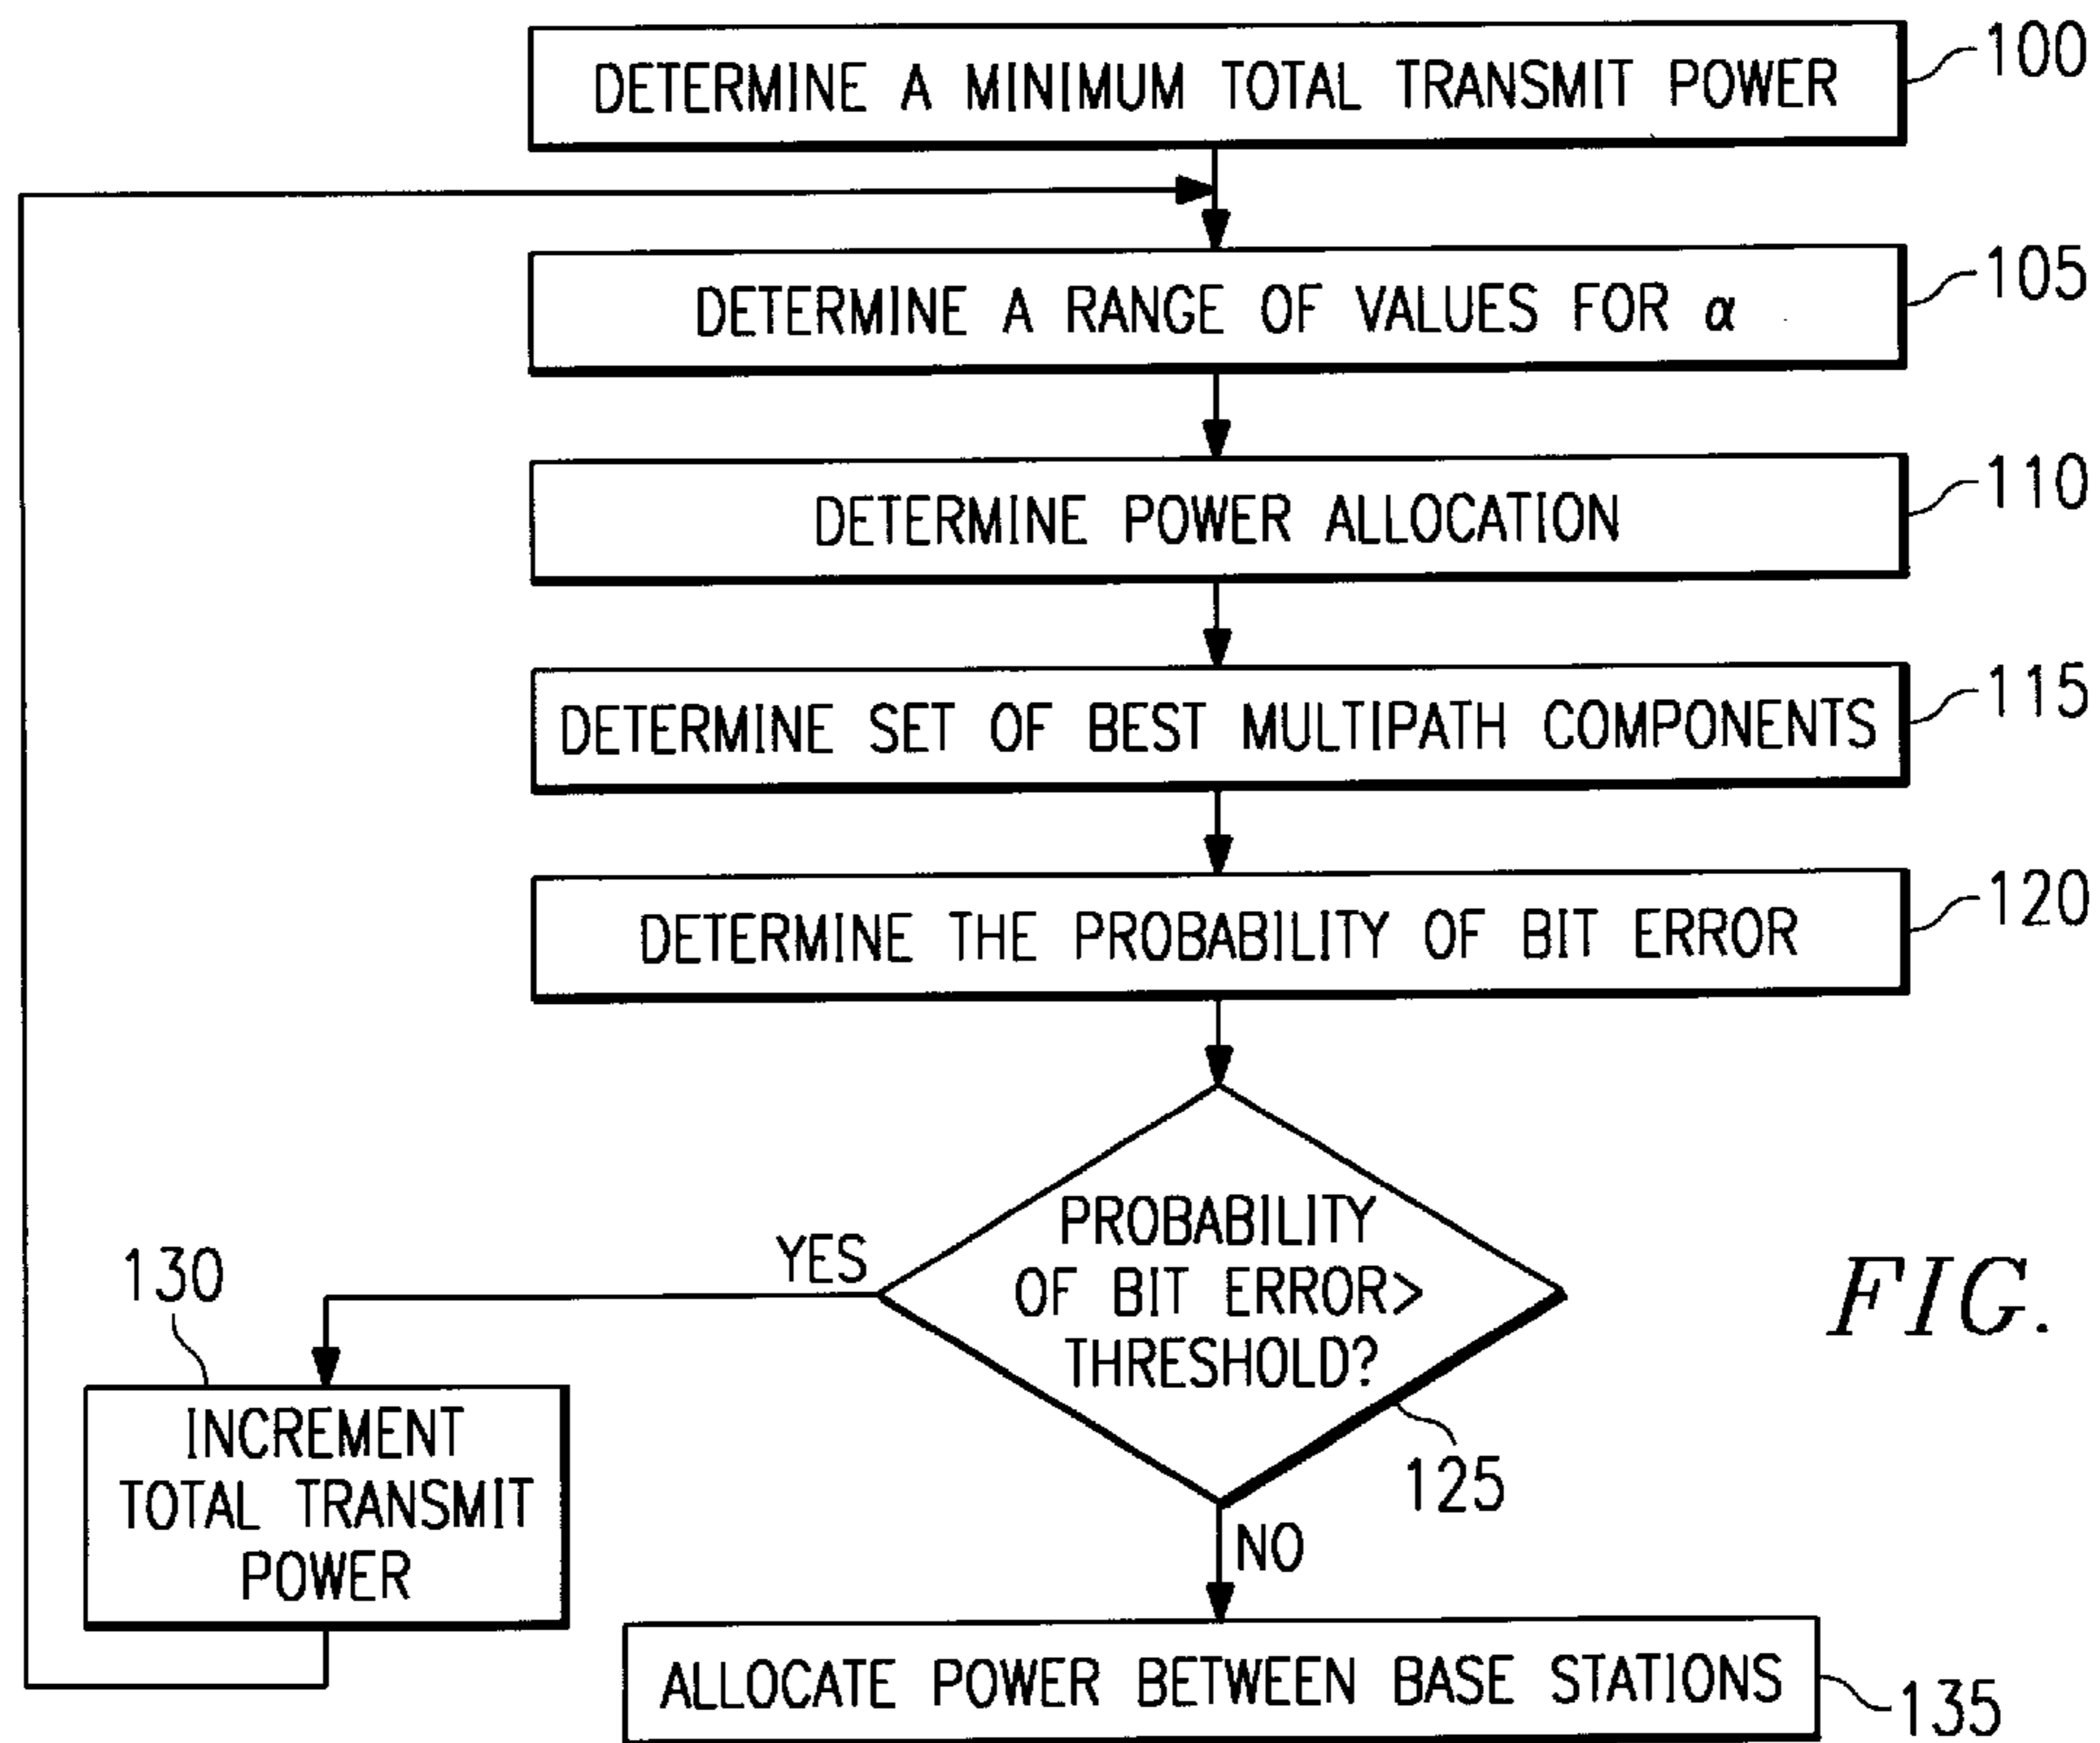 DETERMINE A MINIMUM TOTAL TRANSMIT POWER
100
DETERMINE A RANGE OF VALUES FOR α
105
DETERMINE POWER ALLOCATION
110
DETERMINE SET OF BEST MULTIPATH COMPONENTS
115
DETERMINE THE PROBABILITY OF BIT ERROR
120
PROBABILITY
OF BIT ERROR>
THRESHOLD?
125
YES
130
INCREMENT
TOTAL TRANSMIT
POWER
NO
ALLOCATE POWER BETWEEN BASE STATIONS
135
FIG.